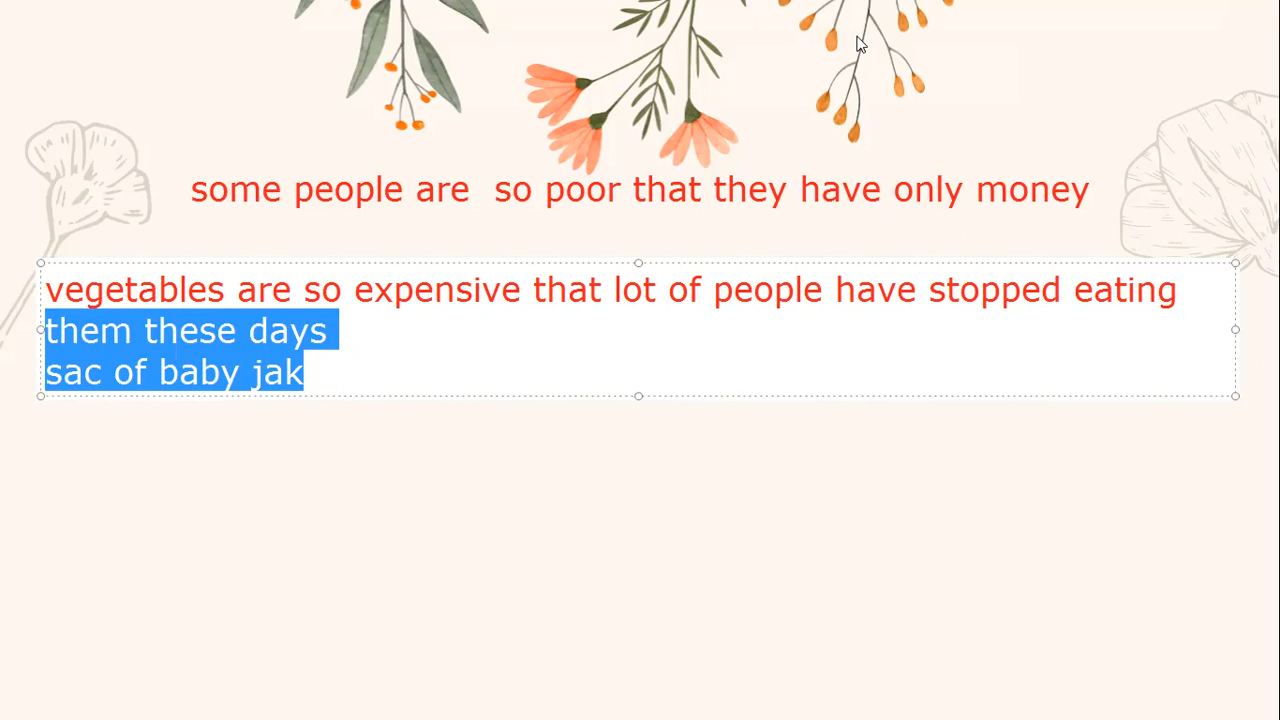 some people are  so poor that they have only money
vegetables are so expensive that lot of people have stopped eating
them these days
sac of baby jak